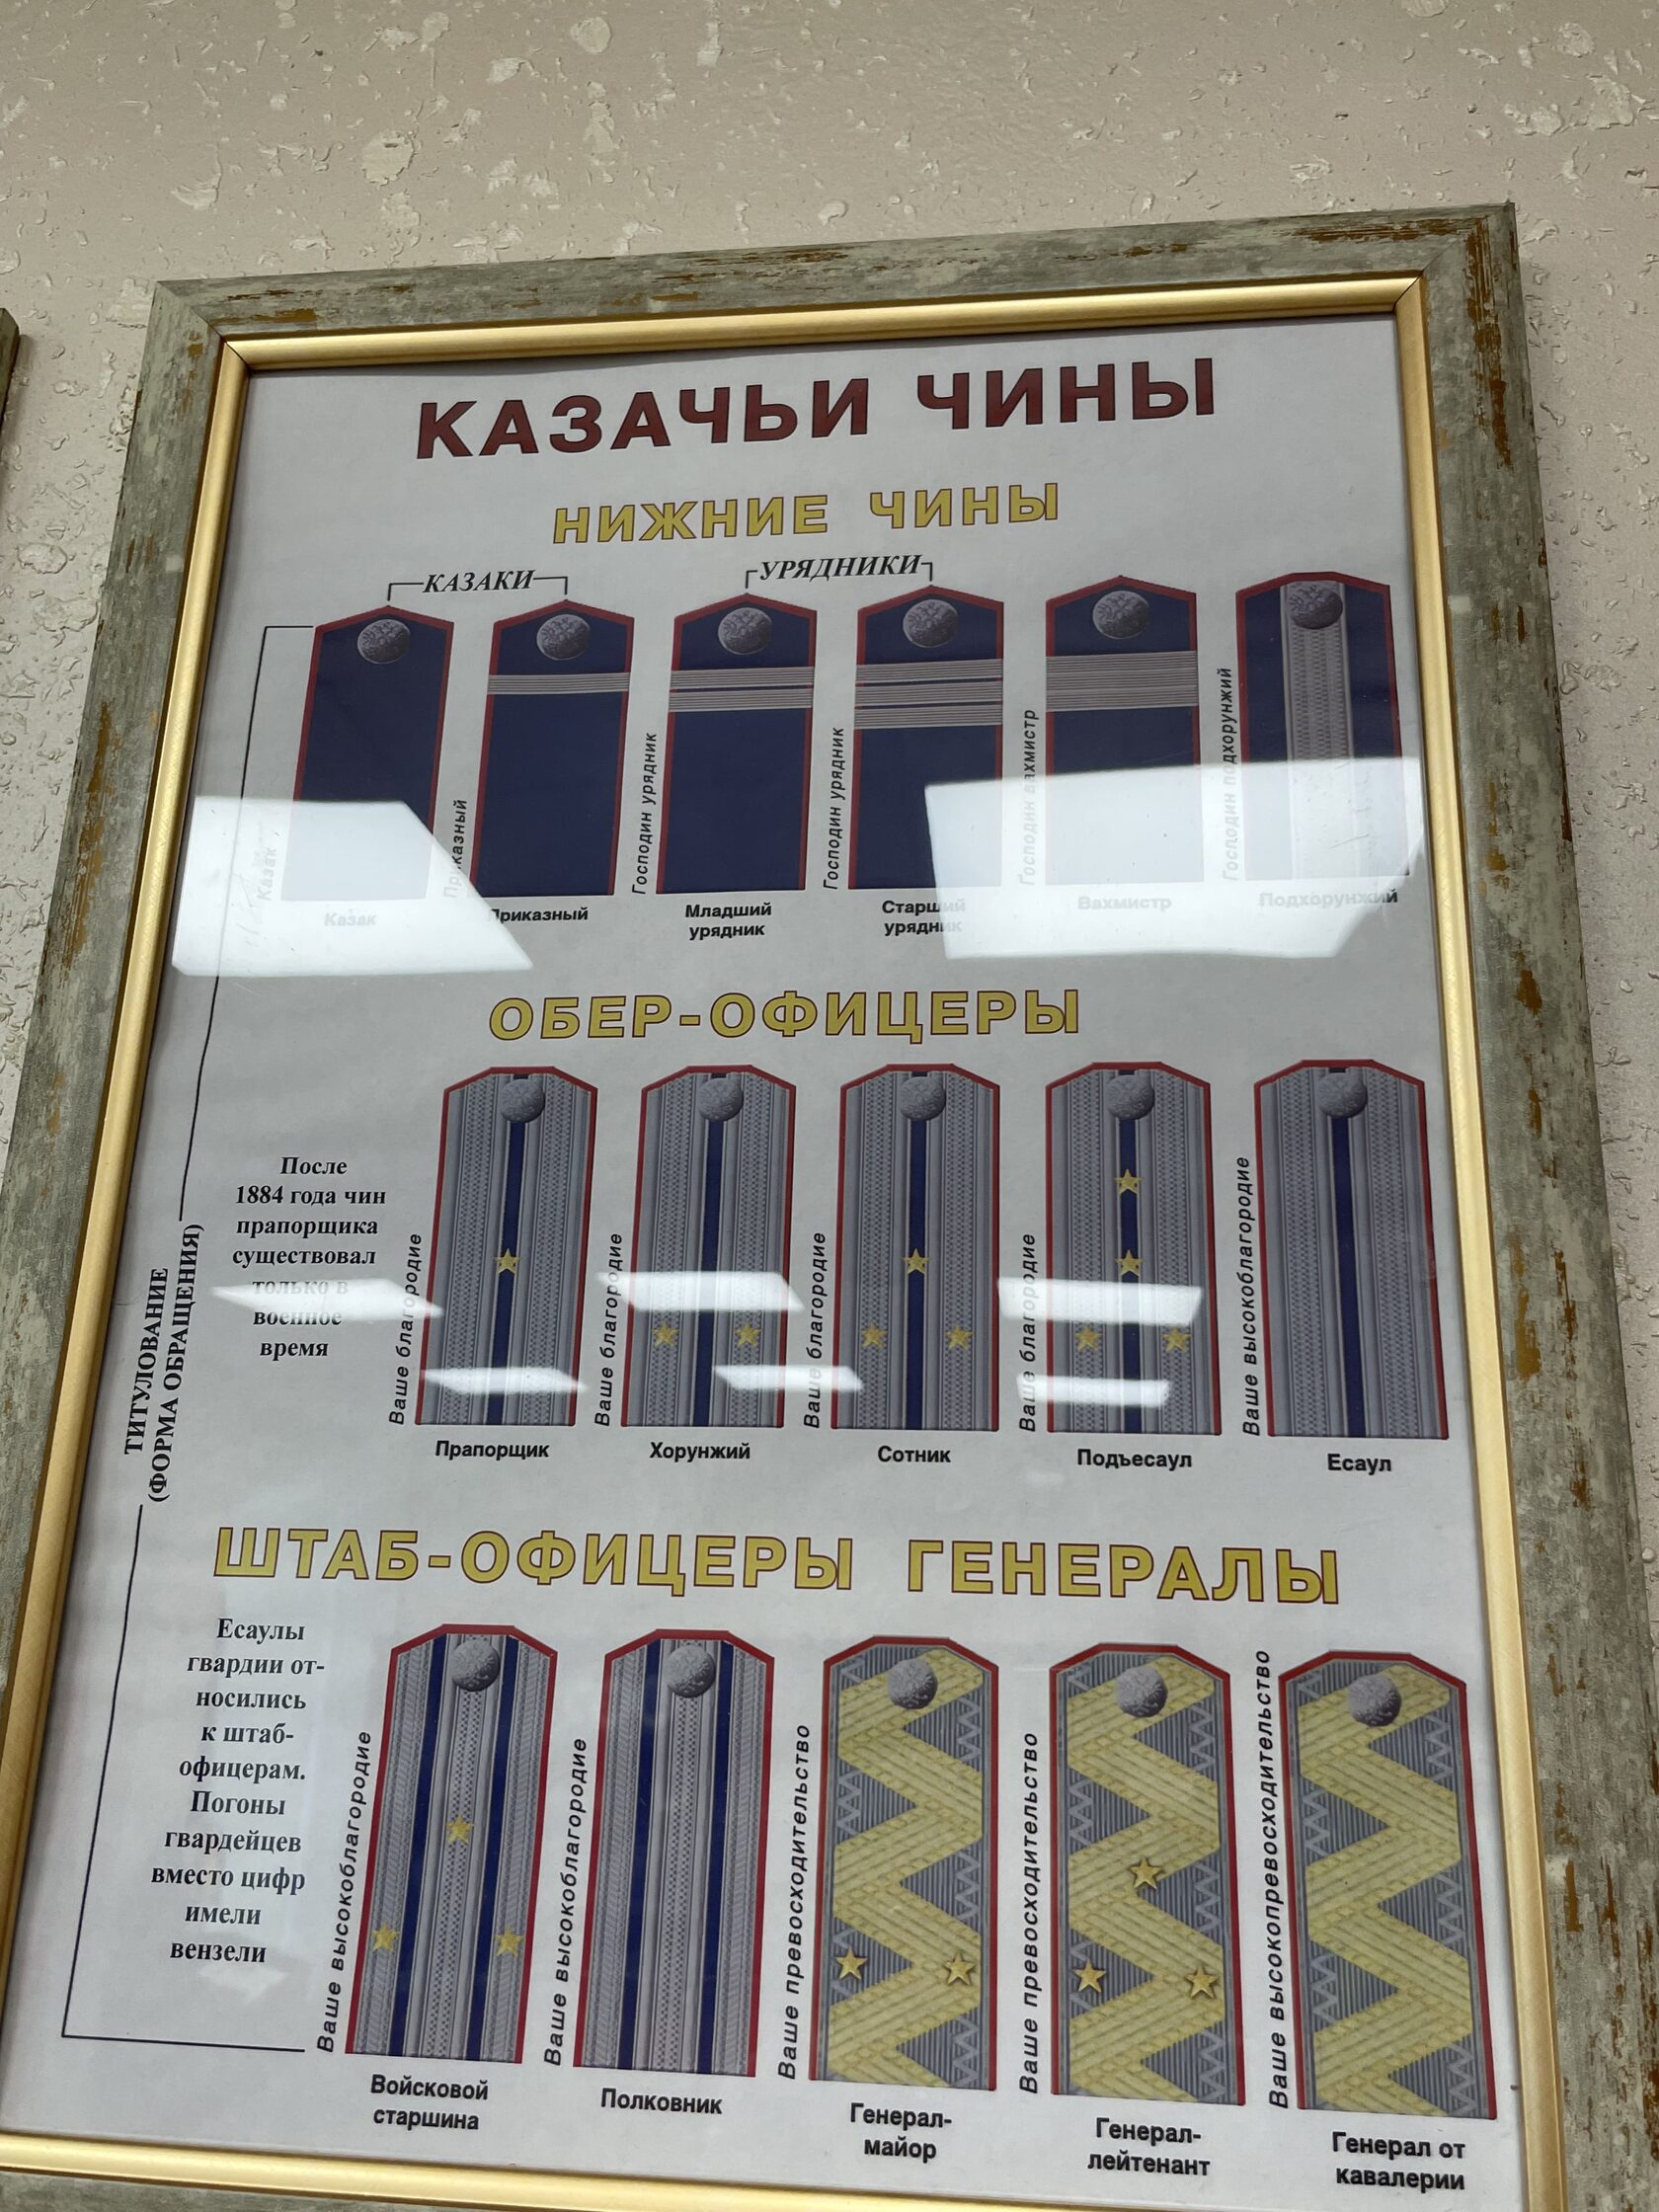 КАЗАЧЬИ ЧИНЫ
НИЖНИЕ ЧИНЫ
КАЗАКИ
УРЯДНИКИ
Казак
Приказный
Господин урядник
Господин урядник
Господин вахмистр
Господин подхорунжий
Казак
Приказный
Младший
урядник
Старший
урядник
Вахмистр
Подхорунжий
ОБЕР-ОФИЦЕРЫ
ТИТУЛОВАНИЕ
(ФОРМА ОБРАЩЕНИЯ)
После
1884 года чин
прапорщика
существовал
только в
военное
время
Ваше благородие
Ваше благородие
Ваше благородие
Ваше благородие
Ваше высокоблагородие
Прапорщик
Хорунжий
Сотник
Подъесаул
Есаул
ШТАБ-ОФИЦЕРЫ ГЕНЕРАЛЫ
Есаулы
гвардии от-
носились
к штаб-
офицерам.
Погоны
гвардейцев
вместо цифр
имели
вензели
Ваше высокоблагородие
Ваше высокоблагородие
Ваше превосходительство
Ваше превосходительство
Ваше высокопревосходительство
Войсковой
старшина
Полковник
Генерал-
майор
Генерал-
лейтенант
Генерал от
кавалерии